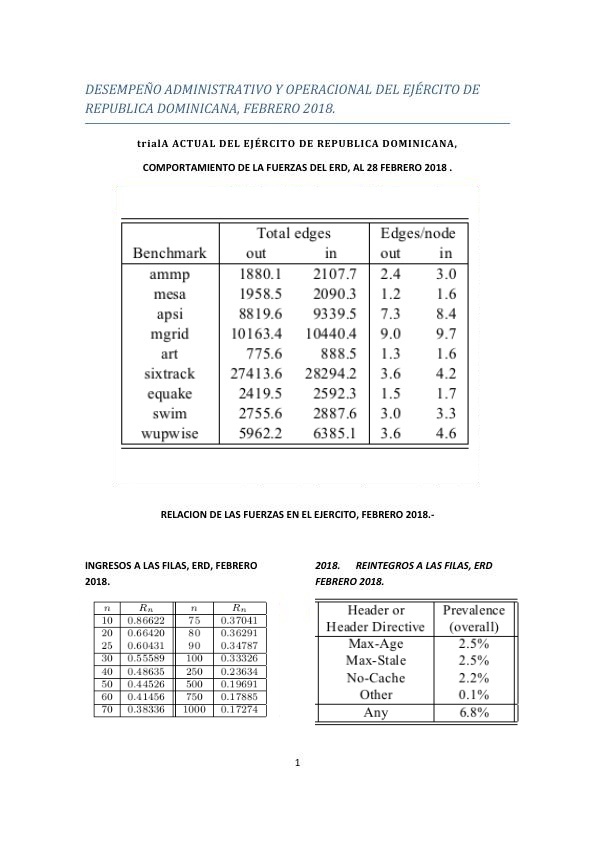 DESEMPEÑO ADMINISTRATIVO Y OPERACIONAL DEL EJÉRCITO DE
REPUBLICA DOMINICANA, FEBRERO 2018.
trialA ACTUAL DEL EJÉRCITO DE REPUBLICA DOMINICANA,
COMPORTAMIENTO DE LA FUERZAS DEL ERD, AL 28 FEBRERO 2018 .
Total edges Edges/node
Benchmark out in out in
ammp 1880.1 2107.7 2.4 3.0
mesa 1958.5 2090.3 1.2 1.6
apsi 8819.6 9339.5 7.3 8.4
mgrid 10163.4 10440.4 9.0 9.7
art 775.6 888.5 1.3 1.6
sixtrack 27413.6 28294.2 3.6 4.2
equake 2419.5 2592.3 1.5 1.7
swim 2755.6 2887.6 3.0 3.3
wupwise 5962.2 6385.1 3.6 4.6
RELACION DE LAS FUERZAS EN EL EJERCITO, FEBRERO 2018.-
INGRESOS A LAS FILAS, ERD, FEBRERO
2018.
n Rn n Rn
10 0.86622 75 0.37041
20 0.66420 80 0.36291
25 0.60431 90 0.34787
30 0.55589 100 0.33326
40 0.48635 250 0.23634
50 0.44526 500 0.19691
60 0.41456 750 0.17885
70 0.38336 1000 0.17274
2018. REINTEGROS A LAS FILAS, ERD
FEBRERO 2018.
Header or Prevalence
Header Directive (overall)
Max-Age 2.5%
Max-Stale 2.5%
No-Cache 2.2%
Other 0.1%
Any 6.8%
1